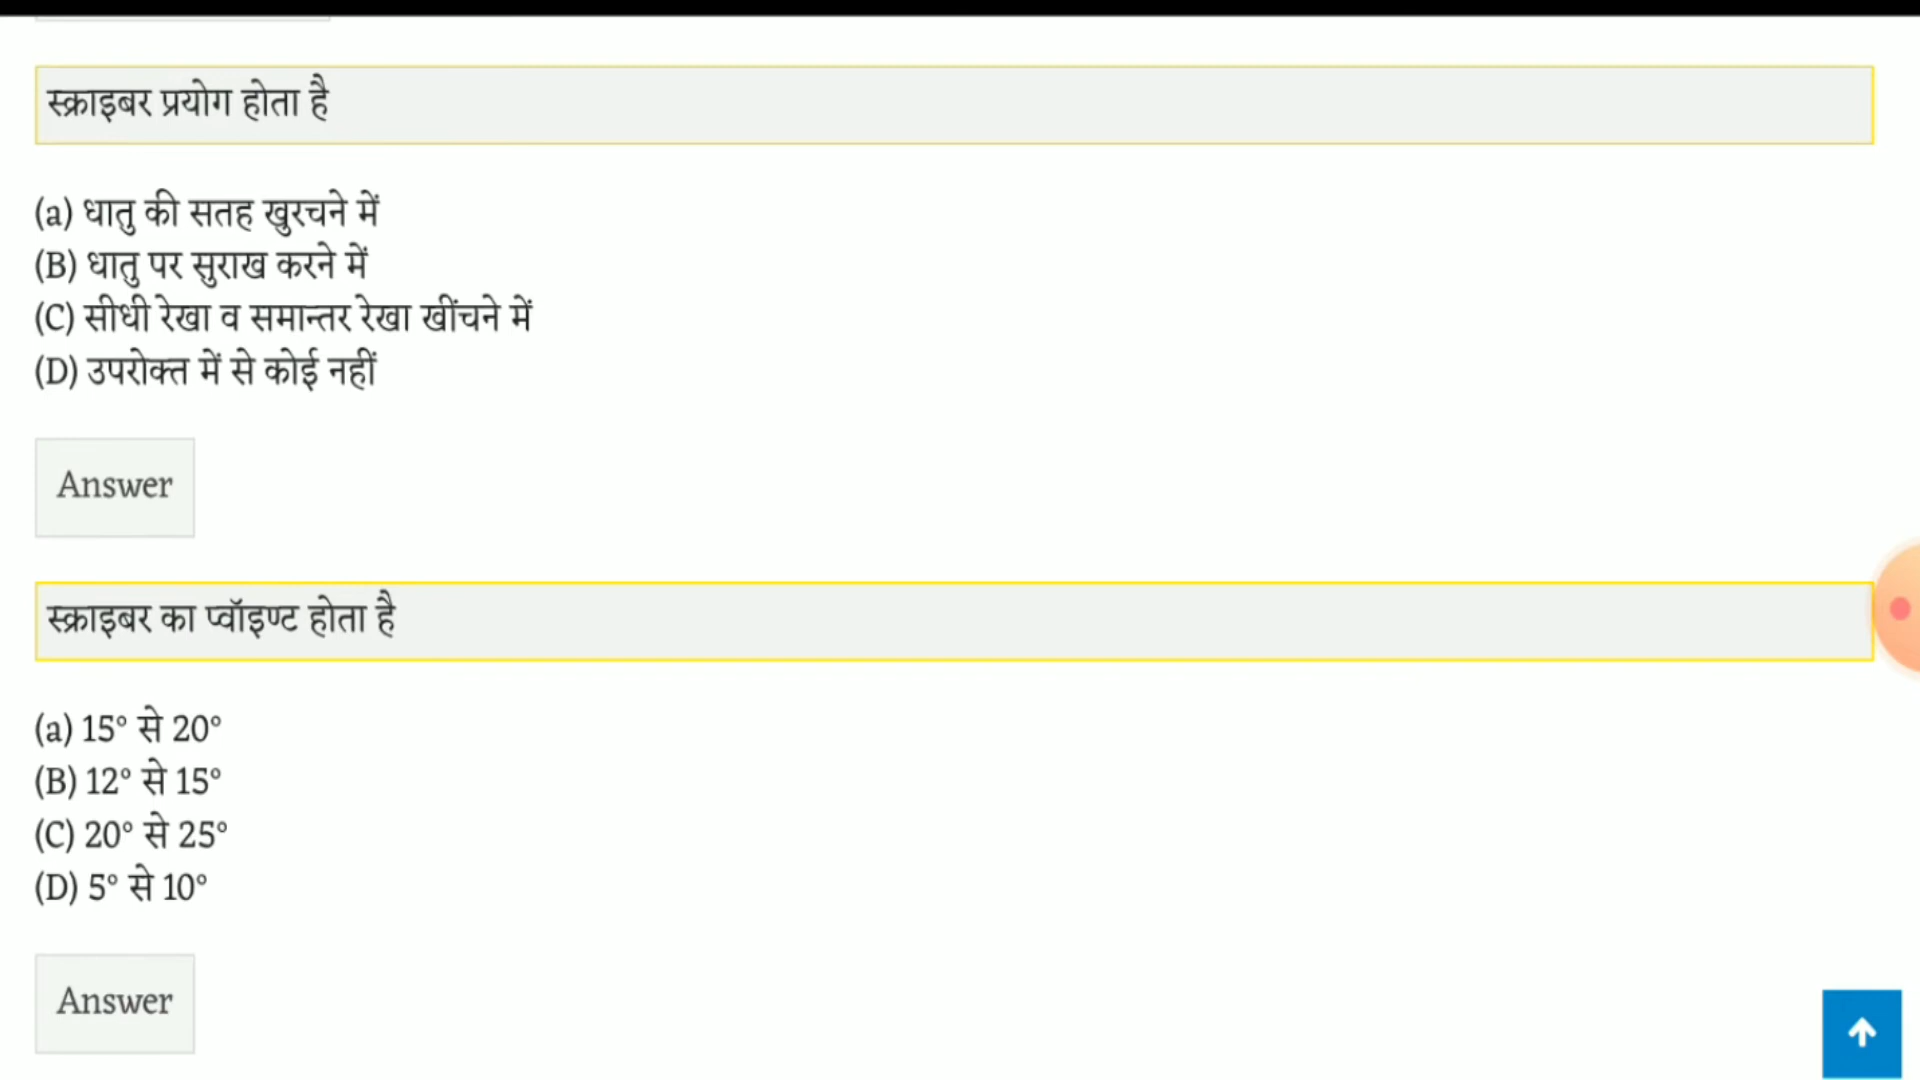 स्क्राइबर प्रयोग होता है
(a) धातु की सतह खुरचने में
(B) धातु पर सुराख करने में
(C) सीधी रेखा व समान्तर रेखा खींचने में
(D) उपरोक्त में से कोई नहीं
Answer
स्क्राइबर का प्वॉइण्ट होता है
(a) 15° से 20°
(B) 12° से 15°
(C) 20° से 25°
(D) 5° से 10°
Answer